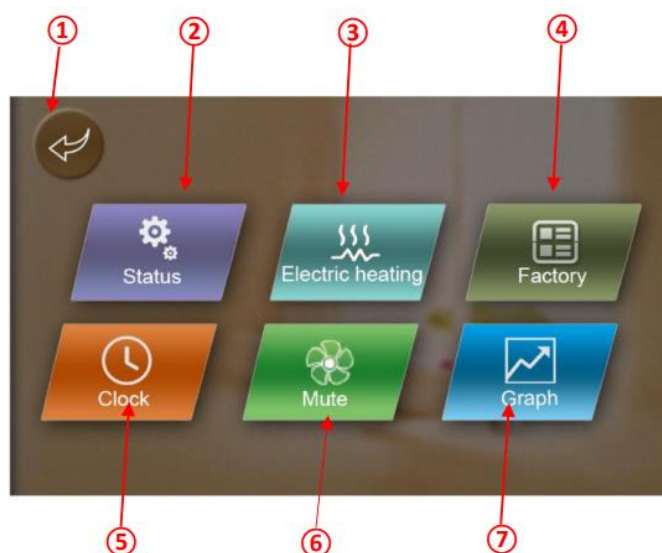 ① ② ③ ④
Status Electric heating Factory
Clock Mute Graph
⑤ ⑥ ⑦